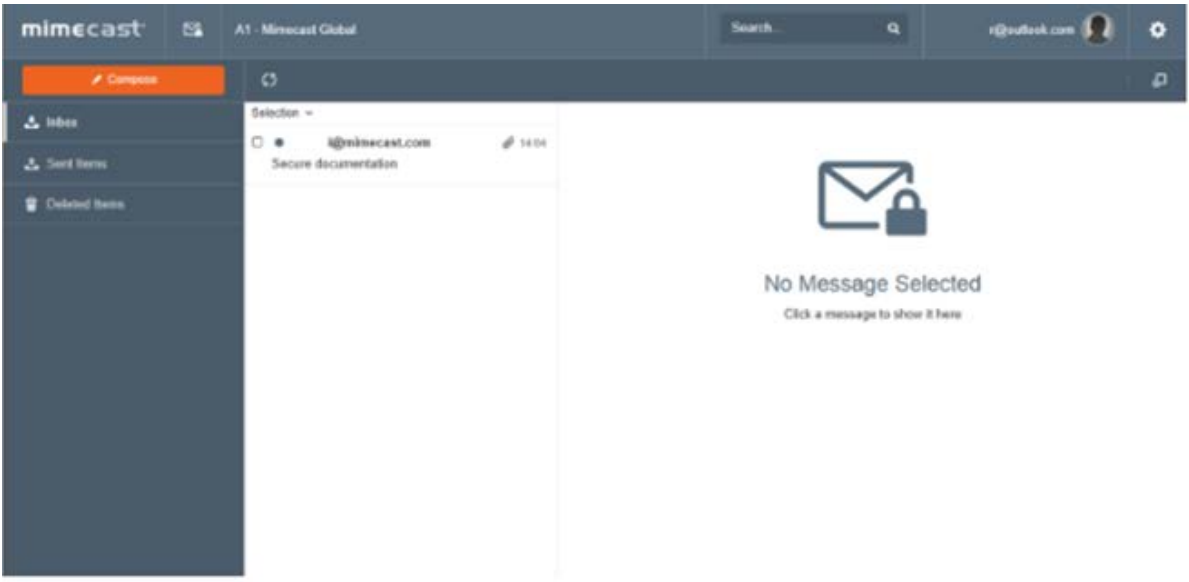 mimecast
A1 - Mimecast Global
Search...
r@outlook.com
Compose
Inbox
Sent Items
Deleted Items
Selection
l@mimecast.com
14:04
Secure documentation
No Message Selected
Click a message to show it here